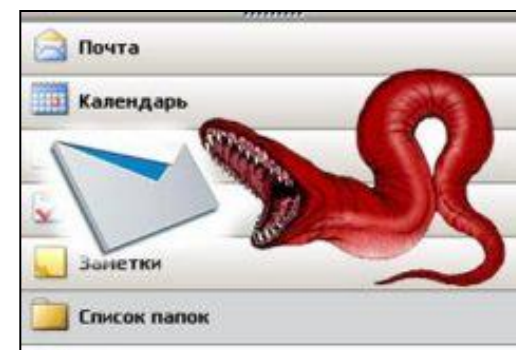 Почта
Календарь
Заметки
Список папок